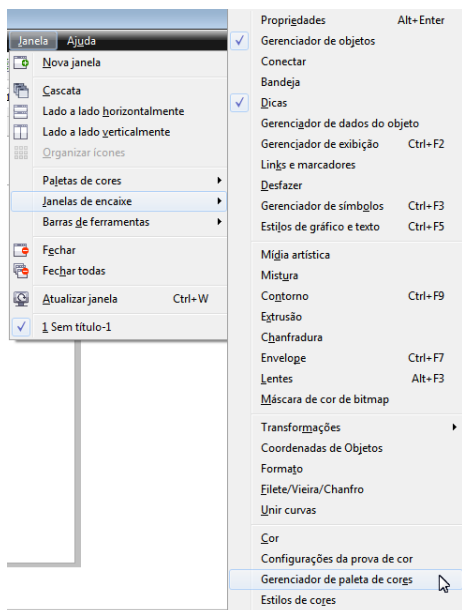 Janela Ajuda
Nova janela
Cascata
Lado a lado horizontalmente
Lado a lado verticalmente
Organizar ícones
Paletas de cores
Janelas de encaixe
Barras de ferramentas
Fechar
Fechar todas
Atualizar janela Ctrl+W
1 Sem título-1
Propriedades Alt+Enter
Gerenciador de objetos
Conectar
Bandeja
Dicas
Gerenciador de dados do objeto
Gerenciador de exibição Ctrl+F2
Links e marcadores
Desfazer
Gerenciador de símbolos Ctrl+F3
Estilos de gráfico e texto Ctrl+F5
Mídia artística
Mistura
Contorno Ctrl+F9
Extrusão
Chanfradura
Envelope Ctrl+F7
Lentes Alt+F3
Máscara de cor de bitmap
Transformações
Coordenadas de Objetos
Formato
Filete/Vieira/Chanfro
Unir curvas
Cor
Configurações da prova de cor
Gerenciador de paleta de cores
Estilos de cores